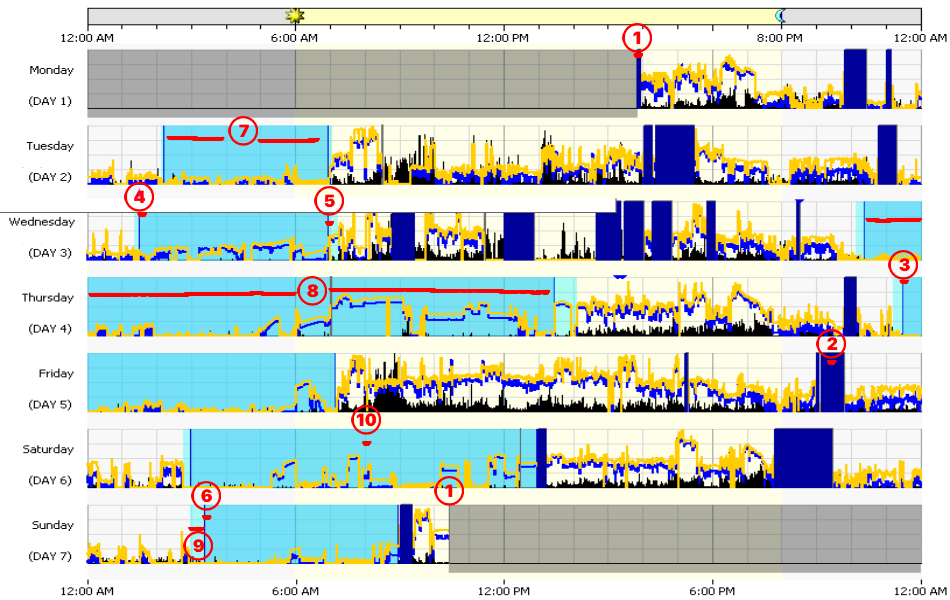 12:00 AM 6:00 AM 12:00 PM 8:00 PM 12:00 AM
1
Monday
(DAY 1)
7
Tuesday
(DAY 2)
4 5
Wednesday
(DAY 3)
3
8
Thursday
(DAY 4)
2
Friday
(DAY 5)
10
Saturday
(DAY 6)
6 1
Sunday
9
(DAY 7)
12:00 AM 6:00 AM 12:00 PM 6:00 PM 12:00 AM